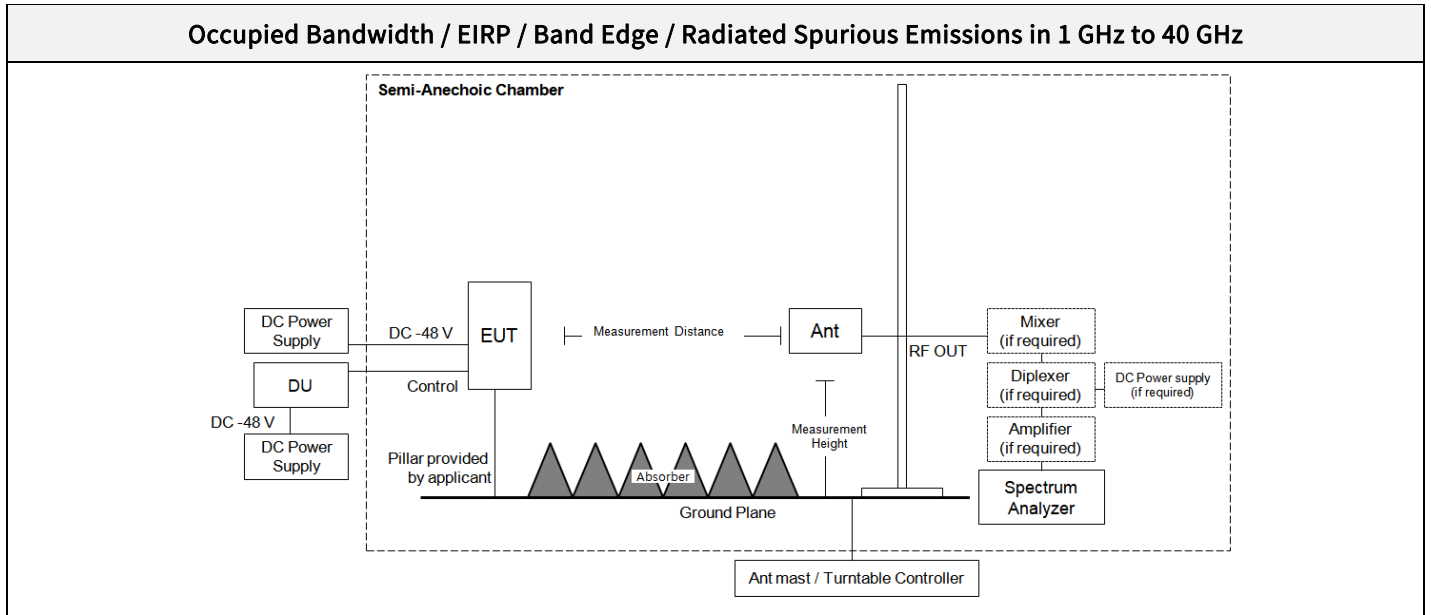 Occupied Bandwidth / EIRP / Band Edge / Radiated Spurious Emissions in 1 GHz to 40 GHz
Semi-Anechoic Chamber
DC Power
Supply
DC -48 V
EUT
Measurement Distance
Ant
RF OUT
Mixer
(if required)
DU
Control
Diplexer
(if required)
DC Power supply
(if required)
DC -48 V
DC Power
Supply
Measurement
Height
Amplifier
(if required)
Pillar provided
by applicant
Absorber
Ground Plane
Spectrum
Analyzer
Ant mast / Turntable Controller